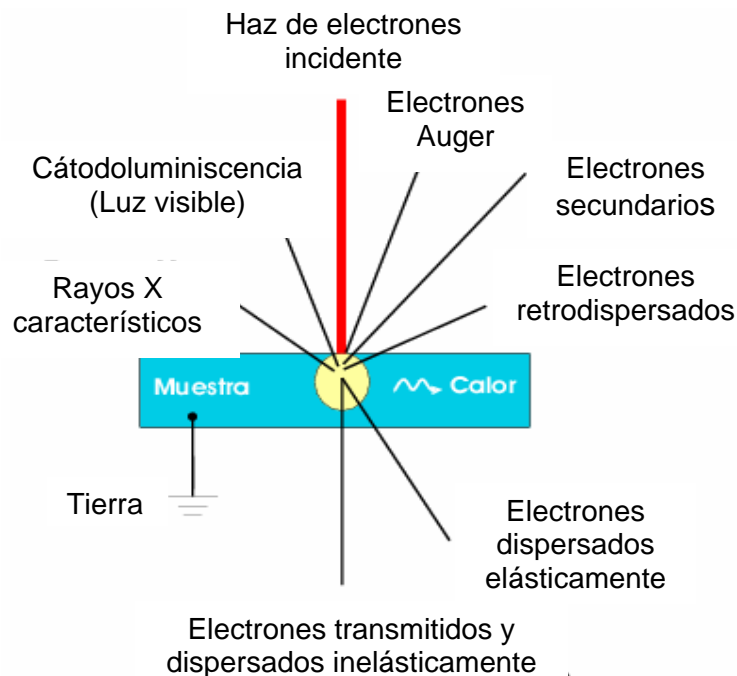 Haz de electrones
incidente
Electrones
Auger
Cátodoluminiscencia
(Luz visible)
Electrones
secundarios
Rayos X
característicos
Electrones
retrodispersados
Muestra
Calor
Tierra
Electrones
dispersados
elásticamente
Electrones transmitidos y
dispersados inelásticamente